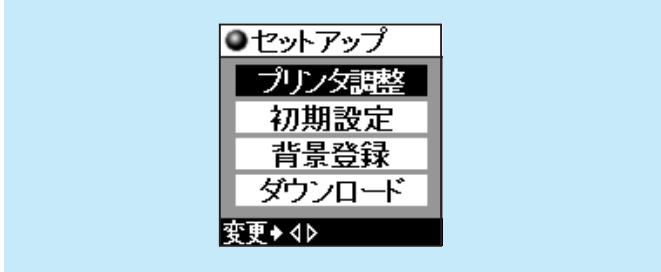 ●セットアップ
プリンタ調整
初期設定
背景登録
ダウンロード
変更◆◁▷